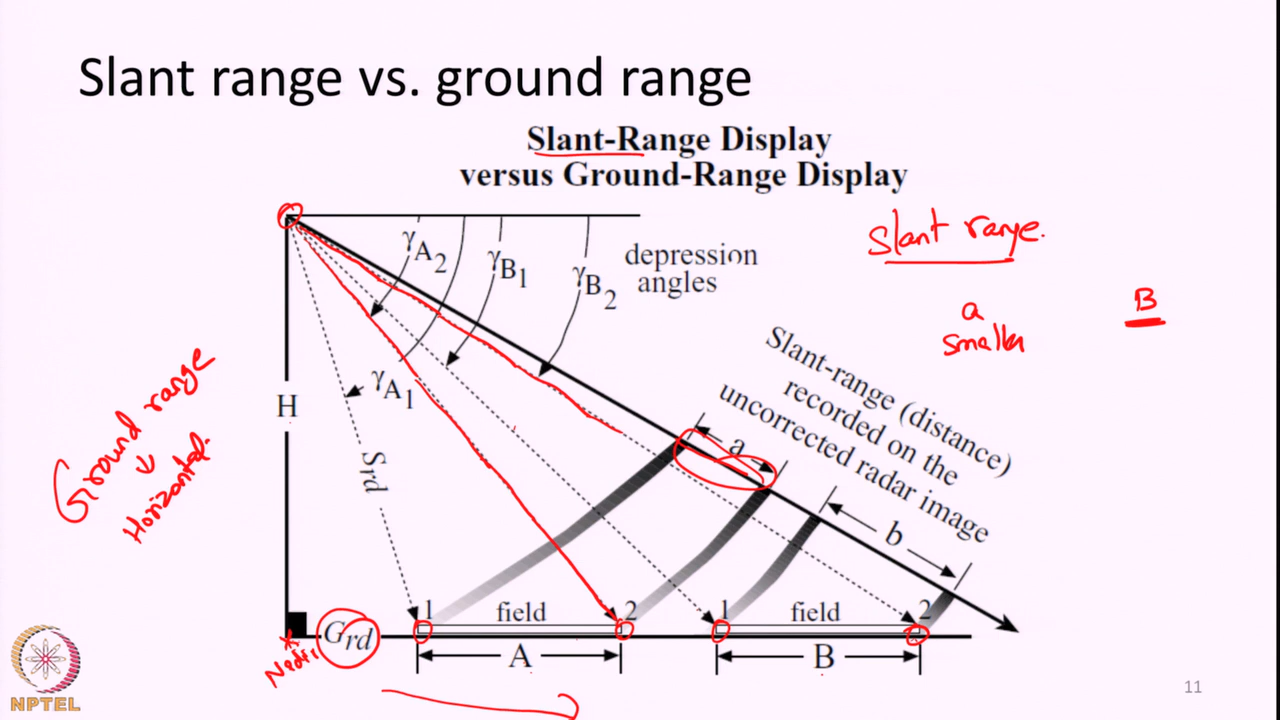 Slant range vs. ground range
Slant-Range Display
versus Ground-Range Display
Slant range.
γA2
γB1
γB2
depression
angles
a
smaller
B
Slant-range (distance)
recorded on the
uncorrected radar image
Ground range
Horizontal.
H
γA1
Srd
a
b
1
field
2
1
field
2
Nadir
Grd
A
B
NPTEL
11